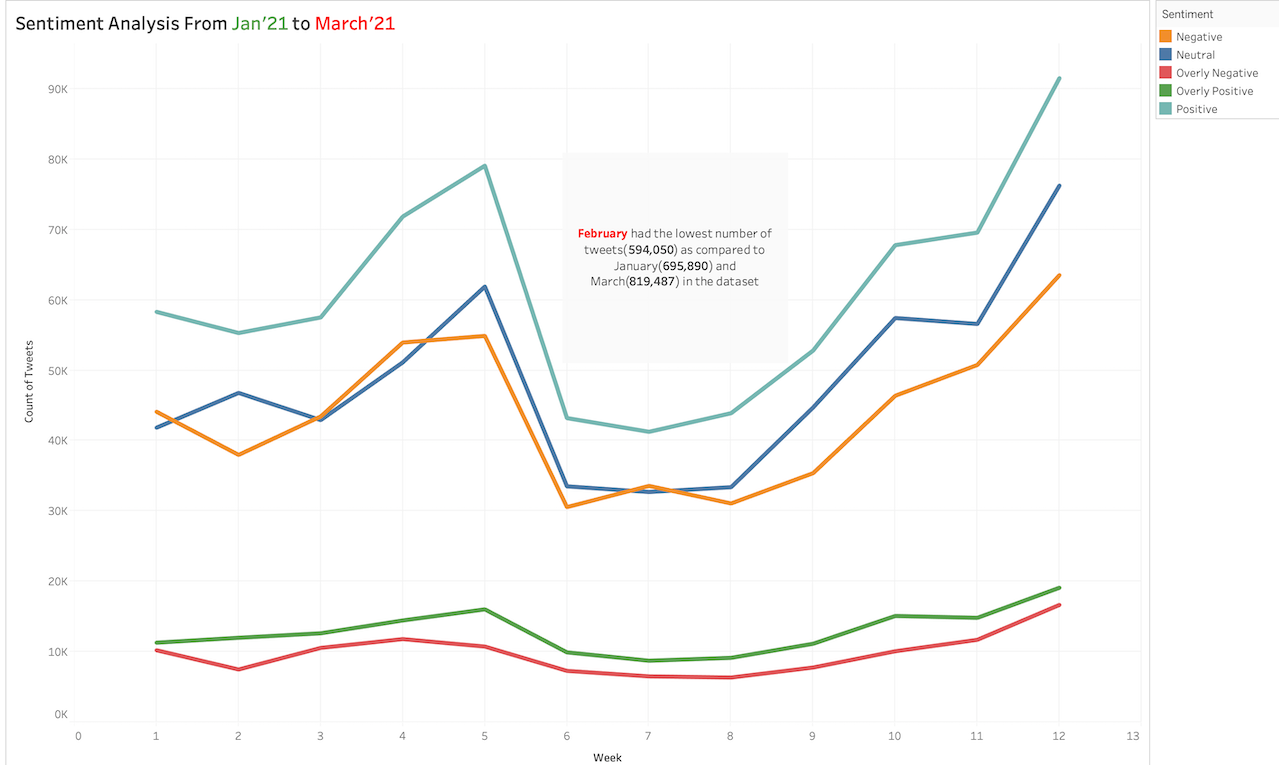 Sentiment Analysis From Jan'21 to March'21
Sentiment
Negative
Neutral
Overly Negative
Overly Positive
Positive
90K
80K
70K
60K
50K
40K
30K
20K
10K
0K
Count of Tweets
February had the lowest number of
tweets(594,050) as compared to
January(695,890) and
March(819,487) in the dataset
0 1 2 3 4 5 6 7 8 9 10 11 12 13
Week